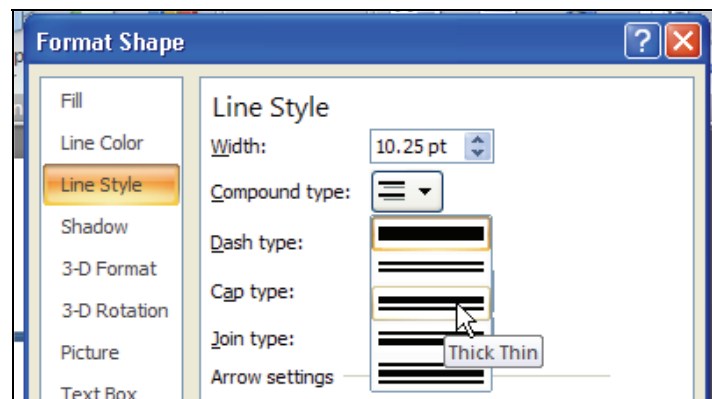 Format Shape
Fill
Line Color
Line Style
Shadow
3-D Format
3-D Rotation
Picture
Text Box
Line Style
Width: 10.25 pt
Compound type:
Dash type:
Cap type:
Join type:
Thick Thin
Arrow settings